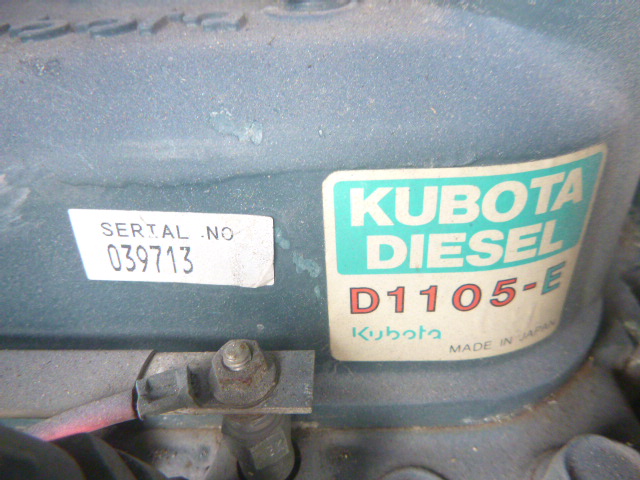 SERTAL .NO
039713
KUBOTA
DIESEL
D1105-E
Kubota
MADE IN JAPAN